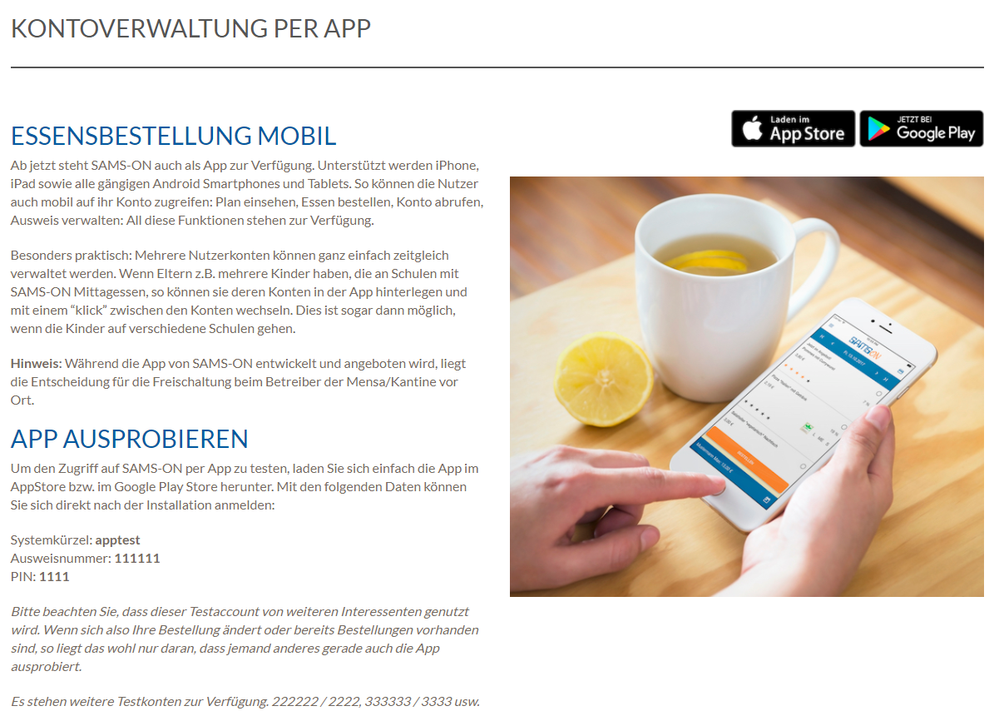 KONTOVERWALTUNG PER APP
ESSENSBESTELLUNG MOBIL
Ab jetzt steht SAMS-ON auch als App zur Verfügung. Unterstützt werden iPhone,
iPad sowie alle gängigen Android Smartphones und Tablets. So können die Nutzer
auch mobil auf ihr Konto zugreifen: Plan einsehen, Essen bestellen, Konto abrufen,
Ausweis verwalten: All diese Funktionen stehen zur Verfügung.
Besonders praktisch: Mehrere Nutzerkonten können ganz einfach zeitgleich
verwaltet werden. Wenn Eltern z.B. mehrere Kinder haben, die an Schulen mit
SAMS-ON Mittagessen, so können sie deren Konten in der App hinterlegen und
mit einem “klick” zwischen den Konten wechseln. Dies ist sogar dann möglich,
wenn die Kinder auf verschiedene Schulen gehen.
Hinweis: Während die App von SAMS-ON entwickelt und angeboten wird, liegt
die Entscheidung für die Freischaltung beim Betreiber der Mensa/Kantine vor
Ort.
APP AUSPROBIEREN
Um den Zugriff auf SAMS-ON per App zu testen, laden Sie sich einfach die App im
AppStore bzw. im Google Play Store herunter. Mit den folgenden Daten können
Sie sich direkt nach der Installation anmelden:
Systemkürzel: apptest
Ausweisnummer: 111111
PIN: 1111
Bitte beachten Sie, dass dieser Testaccount von weiteren Interessenten genutzt
wird. Wenn sich also Ihre Bestellung ändert oder bereits Bestellungen vorhanden
sind, so liegt das wohl nur daran, dass jemand anderes gerade auch die App
ausprobiert.
Es stehen weitere Testkonten zur Verfügung. 222222 / 2222, 333333 / 3333 usw.
Laden im
App Store
JETZT BEI
Google Play
SAMSON
BESTELLEN